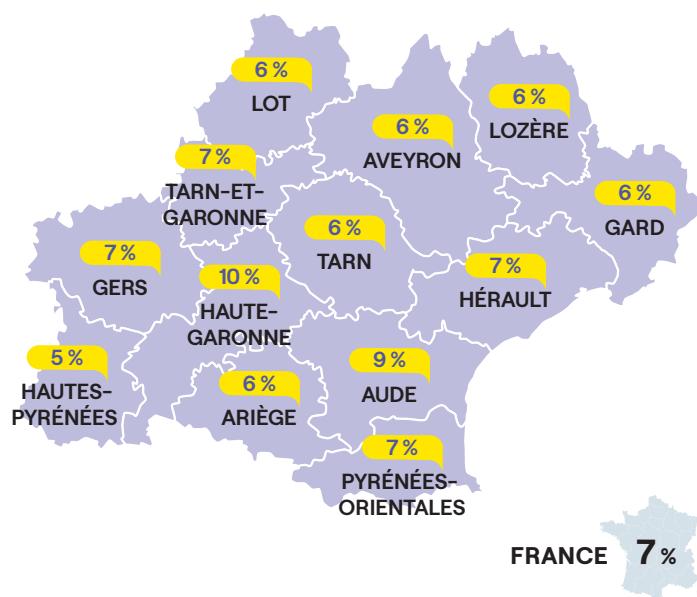 6 %
LOT
6 %
LOZÈRE
6 %
AVEYRON
7 %
TARN-ET-
GARONNE
6 %
GARD
6 %
TARN
7 %
GERS
7 %
HÉRAULT
10 %
HAUTE-
GARONNE
5 %
HAUTES-
PYRÉNÉES
9 %
AUDE
6 %
ARIÈGE
7 %
PYRÉNÉES-
ORIENTALES
FRANCE 7 %